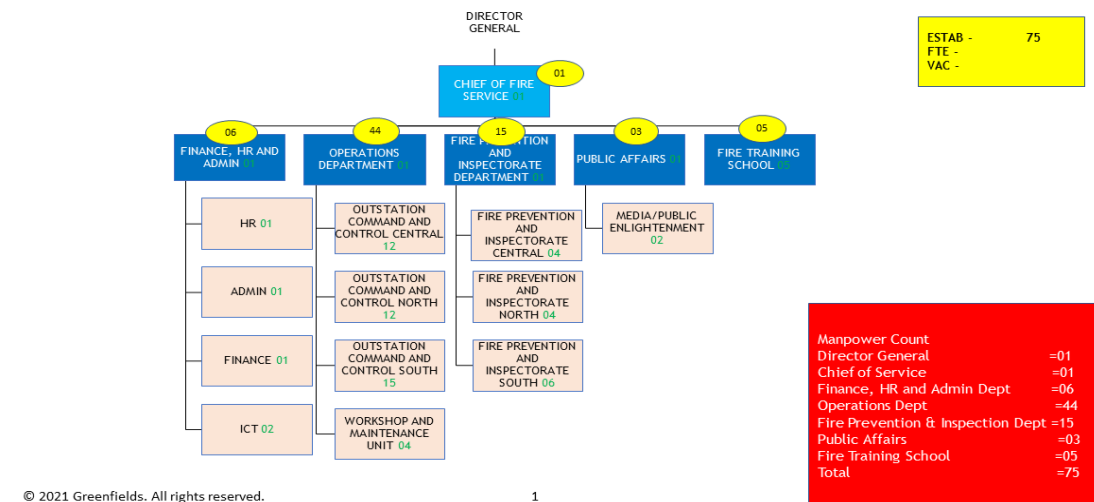 DIRECTOR
GENERAL
ESTAB - 75
FTE -
VAC -
01
CHIEF OF FIRE
SERVICE 01
06
44
15
03
05
FINANCE, HR AND
ADMIN 01
OPERATIONS
DEPARTMENT 01
FIRE
AND
INSPECTORATE
DEPARTMENT 01
PUBLIC AFFAIRS 01
FIRE TRAINING
SCHOOL 05
HR 01
ADMIN 01
FINANCE 01
ICT 02
OUTSTATION
COMMAND AND
CONTROL CENTRAL
12
OUTSTATION
COMMAND AND
CONTROL NORTH
12
OUTSTATION
COMMAND AND
CONTROL SOUTH
15
WORKSHOP AND
MAINTENANCE
UNIT 04
FIRE PREVENTION
AND
INSPECTORATE
CENTRAL 04
FIRE PREVENTION
AND
INSPECTORATE
NORTH 04
FIRE PREVENTION
AND
INSPECTORATE
SOUTH 06
MEDIA/PUBLIC
ENLIGHTENMENT
02
Manpower Count
Director General =01
Chief of Service =01
Finance, HR and Admin Dept =06
Operations Dept =44
Fire Prevention & Inspection Dept =15
Public Affairs =03
Fire Training School =05
Total =75
© 2021 Greenfields. All rights reserved.
1